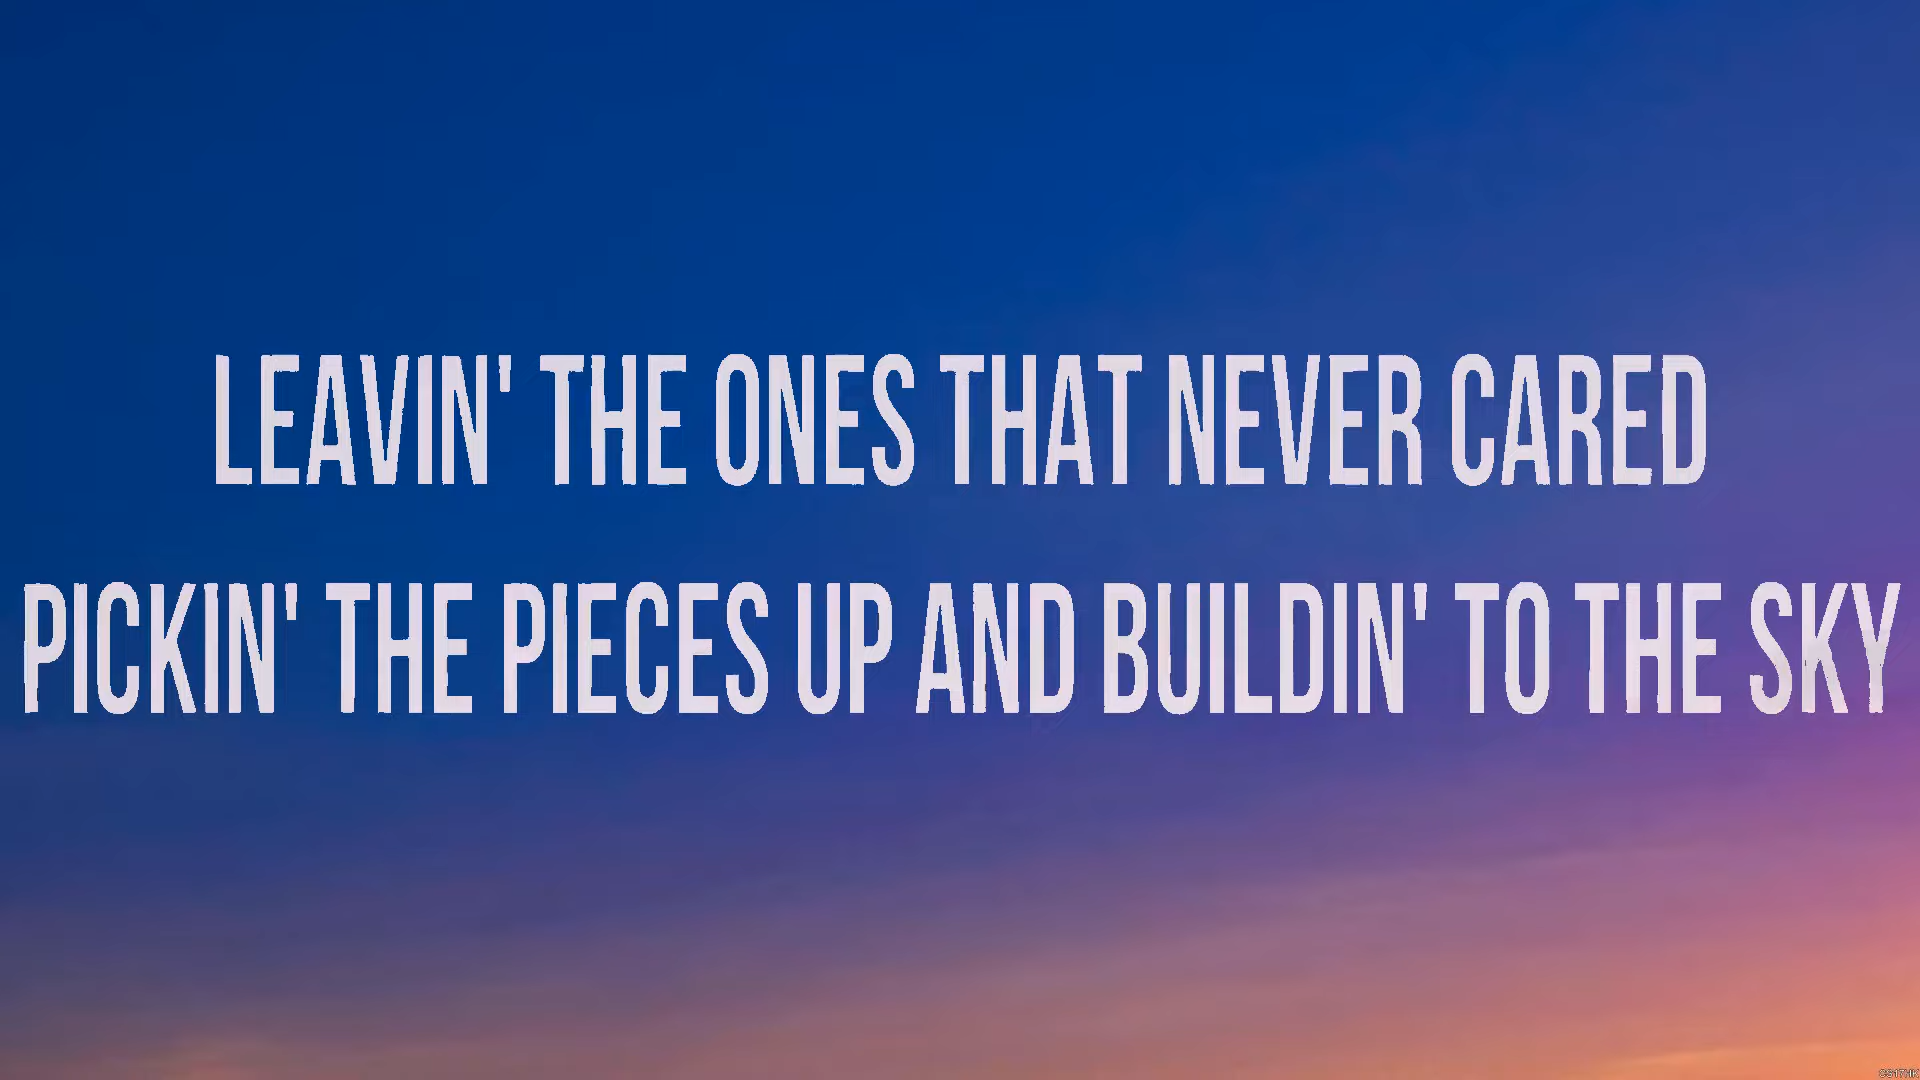 LEAVIN' THE ONES THAT NEVER CARED
PICKIN' THE PIECES UP AND BUILDIN' TO THE SKY